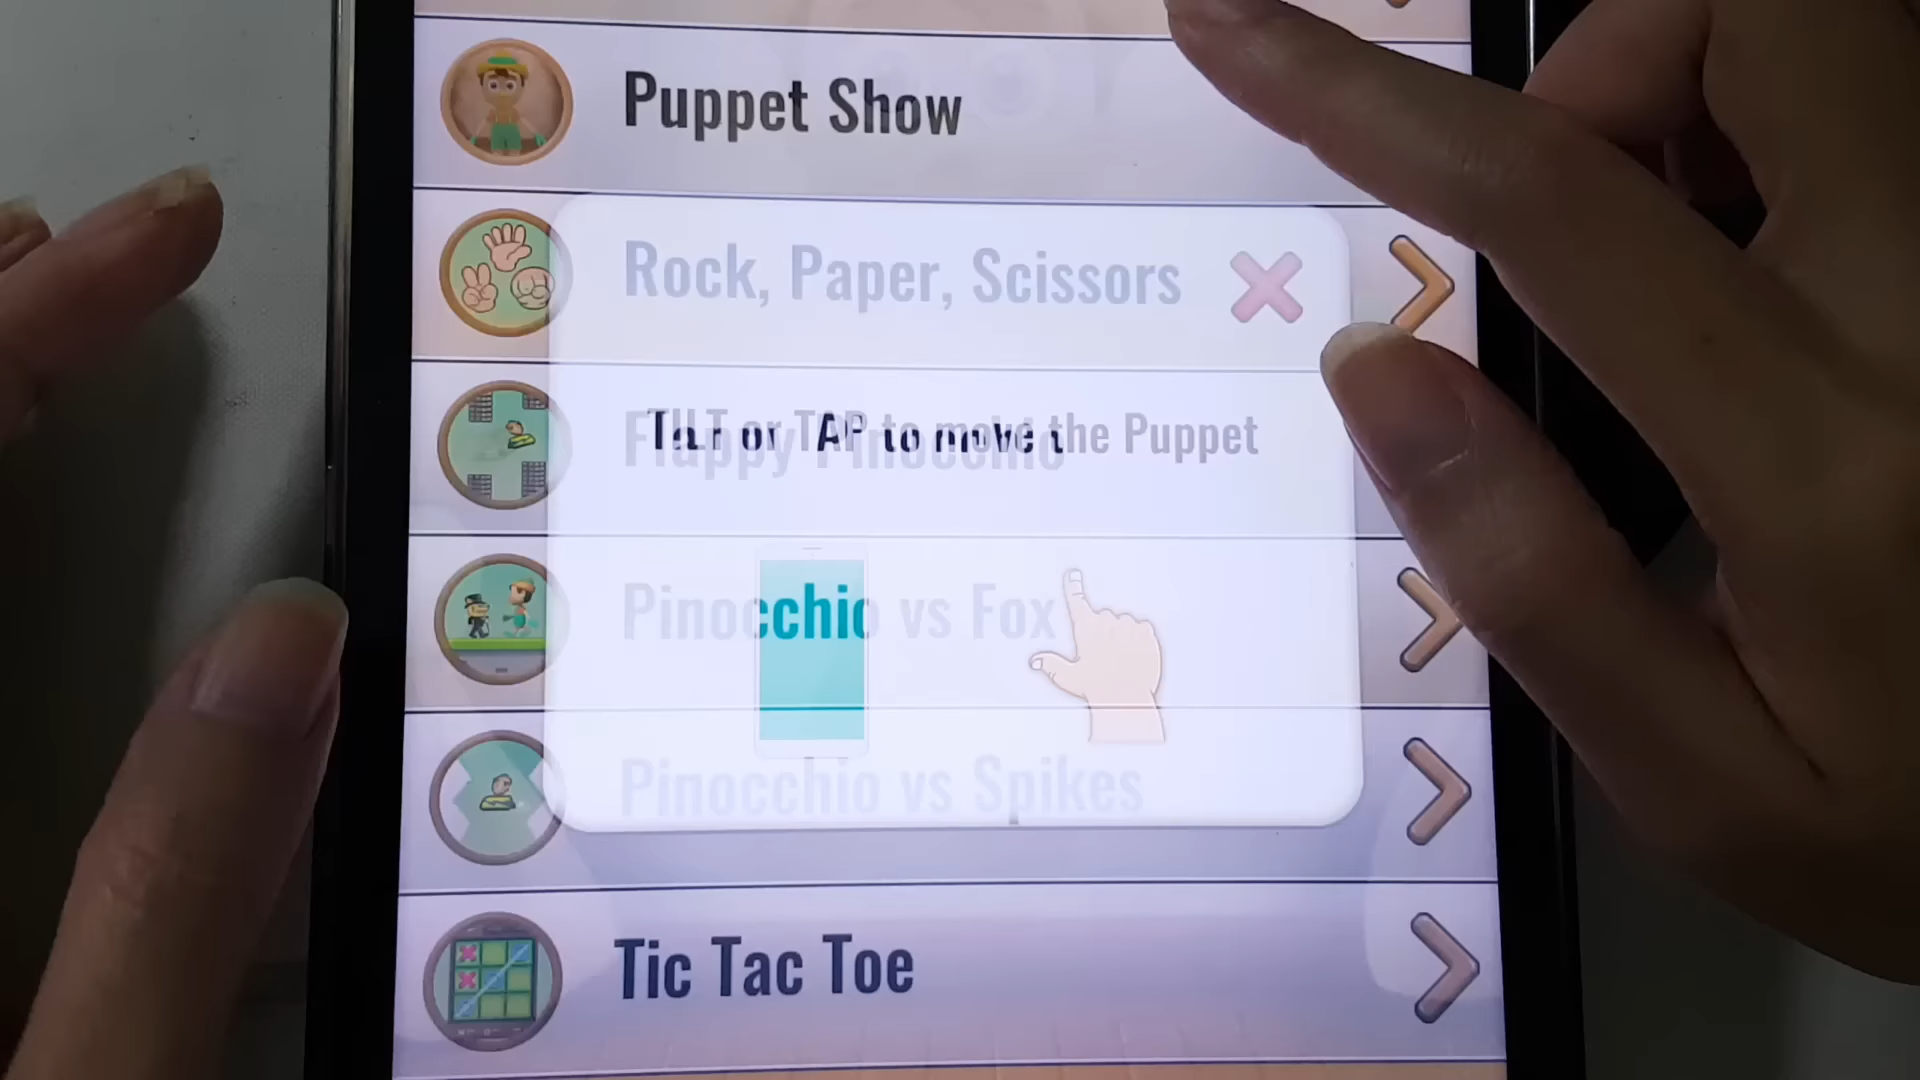 Puppet Show
Rock, Paper, Scissors
Flappy Pinocchio
TILT or TAP to move the Puppet
Pinocchio vs Fox
Pinocchio vs Spikes
Tic Tac Toe